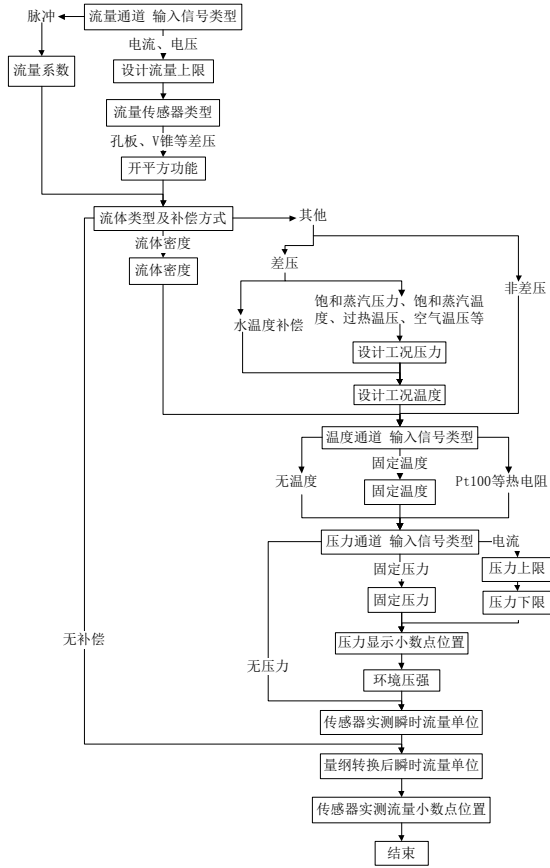 脉冲
流量通道 输入信号类型
电流、电压
流量系数
设计流量上限
流量传感器类型
孔板、V锥等差压
开平方功能
流体类型及补偿方式
其他
流体密度
流体密度
差压
非差压
水温度补偿
饱和蒸汽压力、饱和蒸汽温
度、过热温压、空气温压等
设计工况压力
设计工况温度
温度通道 输入信号类型
无温度
固定温度
固定温度
Pt100等热电阻
压力通道 输入信号类型
电流
固定压力
压力上限
固定压力
压力下限
无补偿
无压力
压力显示小数点位置
环境压强
传感器实测瞬时流量单位
量纲转换后瞬时流量单位
传感器实测流量小数点位置
结束